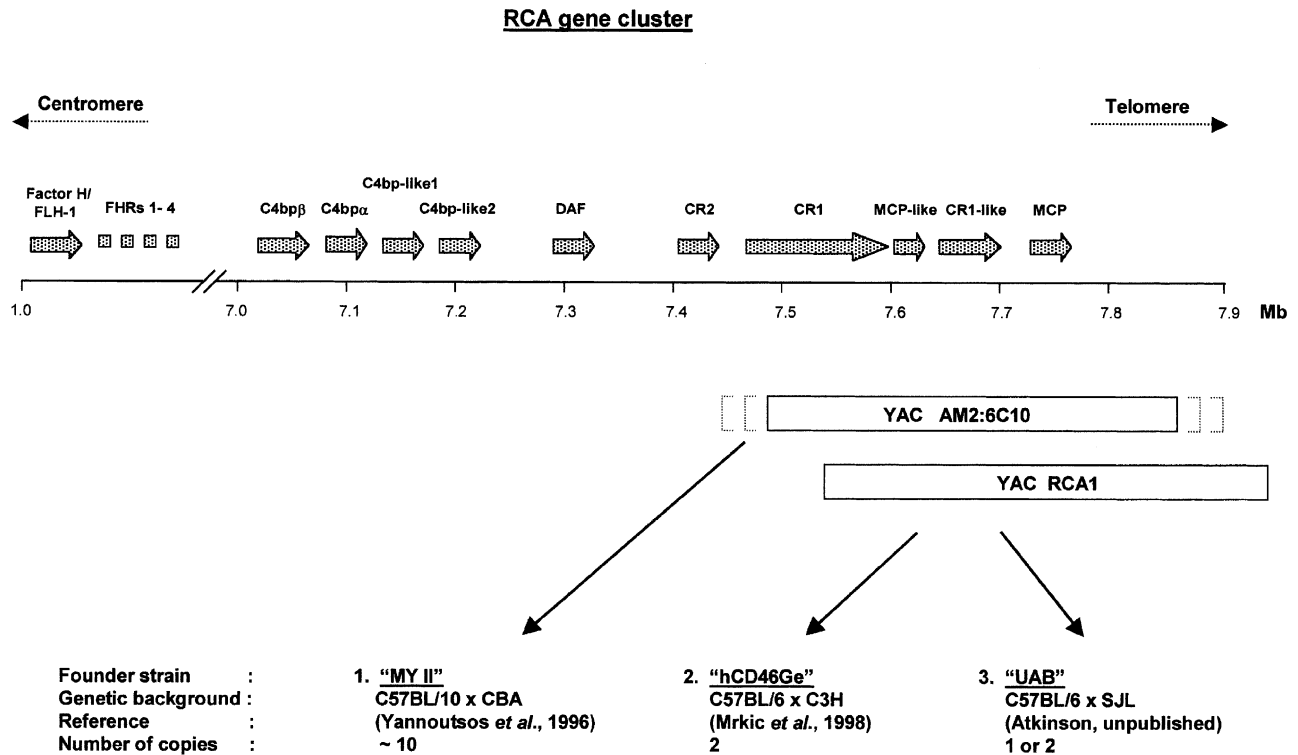 RCA gene cluster
Centromere
Telomere
C4bp-like1
Factor H/
FLH-1
FHRs 1- 4
C4bpβ
C4bpα
C4bp-like2
DAF
CR2
CR1
MCP-like
CR1-like
MCP
1.0
7.0
7.1
7.2
7.3
7.4
7.5
7.6
7.7
7.8
7.9
Mb
YAC AM2:6C10
YAC RCA1
Founder strain : 1. “MY II” 2. “hCD46Ge” 3. “UAB”
Genetic background : C57BL/10 x CBA C57BL/6 x C3H C57BL/6 x SJL
Reference : (Yannoutsos et al., 1996) (Mrkic et al., 1998) (Atkinson, unpublished)
Number of copies : ~ 10 2 1 or 2